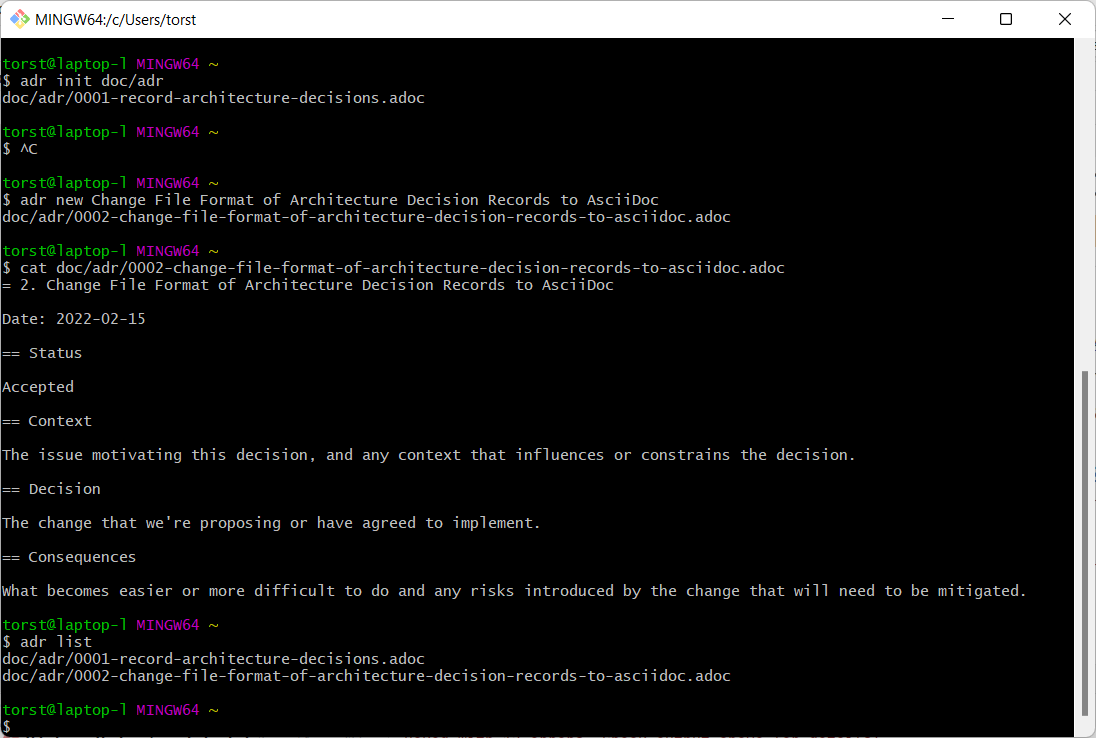 MINGW64:/c/Users/torst
torst@laptop-l MINGW64 ~
$ adr init doc/adr
doc/adr/0001-record-architecture-decisions.adoc
torst@laptop-l MINGW64 ~
$ ^C
torst@laptop-l MINGW64 ~
$ adr new Change File Format of Architecture Decision Records to AsciiDoc
doc/adr/0002-change-file-format-of-architecture-decision-records-to-asciidoc.adoc
torst@laptop-l MINGW64 ~
$ cat doc/adr/0002-change-file-format-of-architecture-decision-records-to-asciidoc.adoc
= 2. Change File Format of Architecture Decision Records to AsciiDoc
Date: 2022-02-15
== Status
Accepted
== Context
The issue motivating this decision, and any context that influences or constrains the decision.
== Decision
The change that we're proposing or have agreed to implement.
== Consequences
What becomes easier or more difficult to do and any risks introduced by the change that will need to be mitigated.
torst@laptop-l MINGW64 ~
$ adr list
doc/adr/0001-record-architecture-decisions.adoc
doc/adr/0002-change-file-format-of-architecture-decision-records-to-asciidoc.adoc
torst@laptop-l MINGW64 ~
$